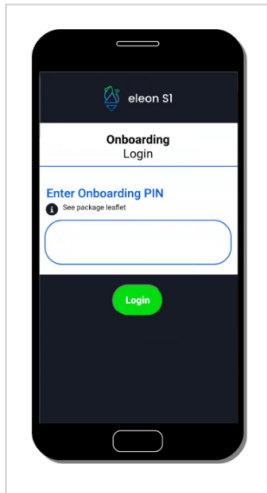 eleon S1
Onboarding
Login
Enter Onboarding PIN
See package leaflet
Login